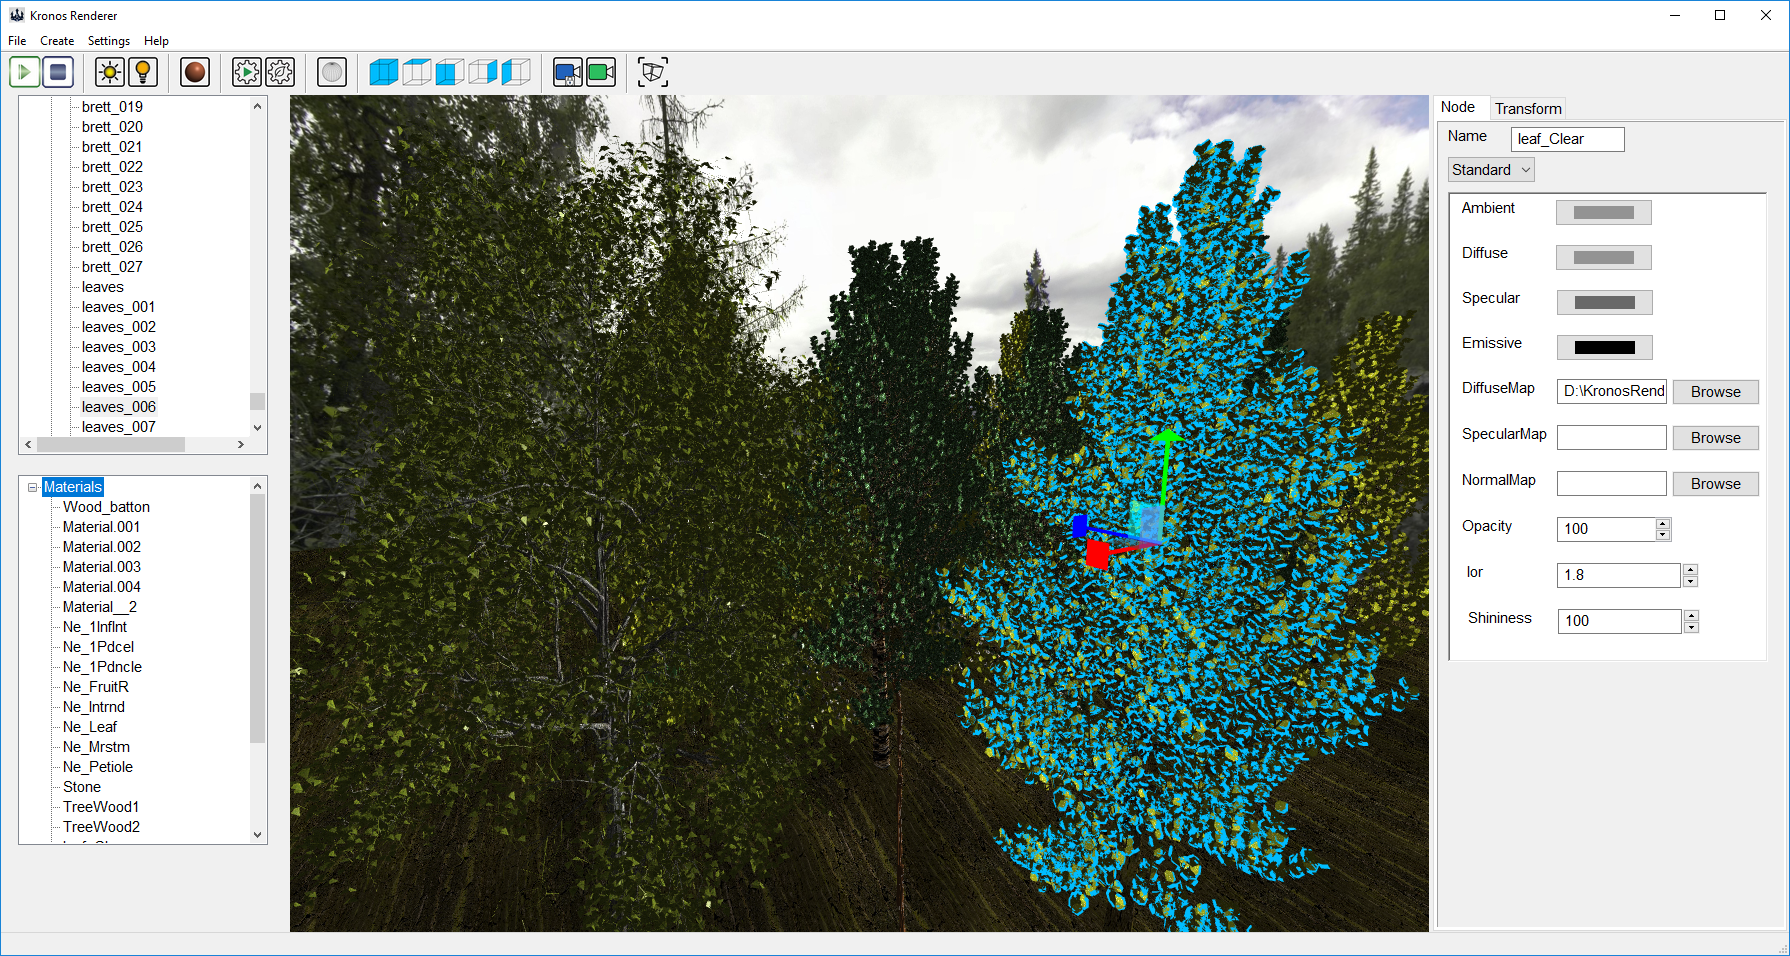 Kronos Renderer
File Create Settings Help
brett_019
brett_020
brett_021
brett_022
brett_023
brett_024
brett_025
brett_026
brett_027
leaves
leaves_001
leaves_002
leaves_003
leaves_004
leaves_005
leaves_006
leaves_007
Materials
Wood_batton
Material.001
Material.002
Material.003
Material.004
Material__2
Ne_1InfInt
Ne_1Pdcel
Ne_1Pdncle
Ne_FruitR
Ne_Intrnd
Ne_Leaf
Ne_Mrstm
Ne_Petiole
Stone
TreeWood1
TreeWood2
Node Transform
Name leaf_Clear
Standard
Ambient
Diffuse
Specular
Emissive
DiffuseMap D:\KronosRend Browse
SpecularMap Browse
NormalMap Browse
Opacity 100
Ior 1.8
Shininess 100